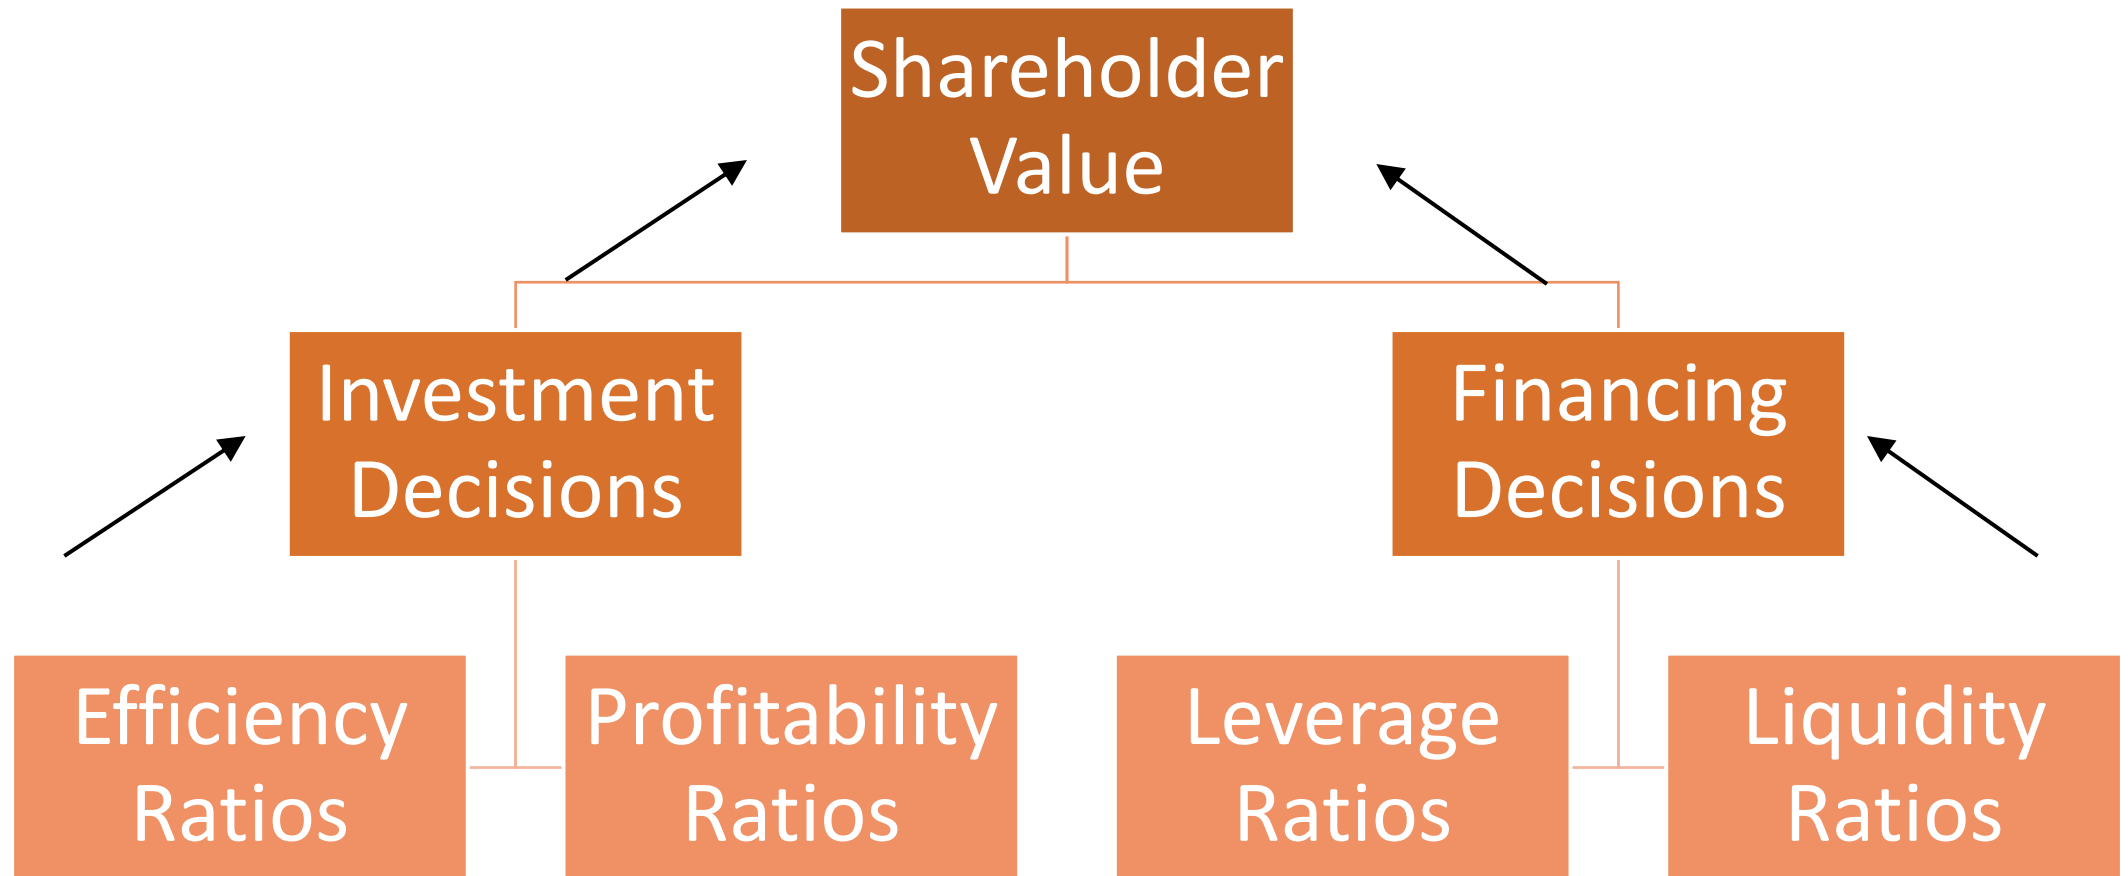 Shareholder
Value
Investment
Decisions
Financing
Decisions
Efficiency
Ratios
Profitability
Ratios
Leverage
Ratios
Liquidity
Ratios